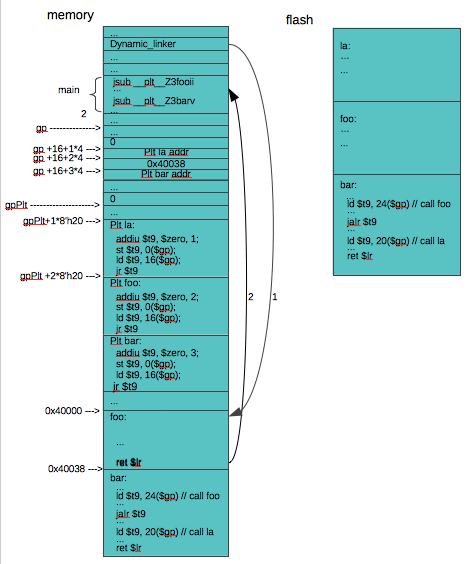 memory
flash
...
Dynamic_linker
...
...
jsub __plt__Z3fooii
...
jsub __plt__Z3barv
main
2
...
...
gp -------------->
...
0
gp +16+1*4 --->
Plt la addr
gp +16+2*4 --->
0x40038
gp +16+3*4 --->
Plt bar addr
...
gpPlt --------------------->
0
...
gpPlt+1*8'h20 --->
Plt la:
addiu $t9, $zero, 1;
st $t9, 0($gp);
ld $t9, 16($gp);
jr $t9
gpPlt +2*8'h20 --->
Plt foo:
addiu $t9, $zero, 2;
st $t9, 0($gp);
ld $t9, 16($gp);
jr $t9
Plt bar:
addiu $t9, $zero, 3;
st $t9, 0($gp);
ld $t9, 16($gp);
jr $t9
...
0x40000 --->
foo:
...
ret $lr
0x40038 --->
bar:
...
ld $t9, 24($gp) // call foo
...
jalr $t9
...
ld $t9, 20($gp) // call la
...
ret $lr
2
1
la:
...
...
foo:
...
...
bar:
...
ld $t9, 24($gp) // call foo
...
jalr $t9
...
ld $t9, 20($gp) // call la
...
ret $lr